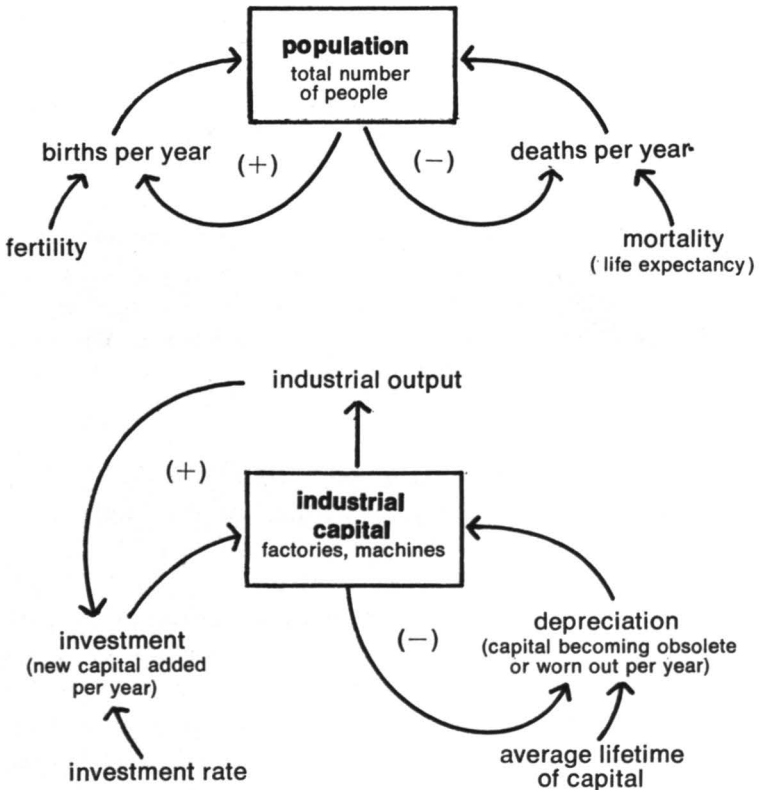 population
total number
of people
births per year
(+)
(−)
deaths per year
fertility
mortality
( life expectancy)
industrial output
(+)
industrial
capital
factories, machines
investment
(new capital added
per year)
(−)
depreciation
(capital becoming obsolete
or worn out per year)
investment rate
average lifetime
of capital